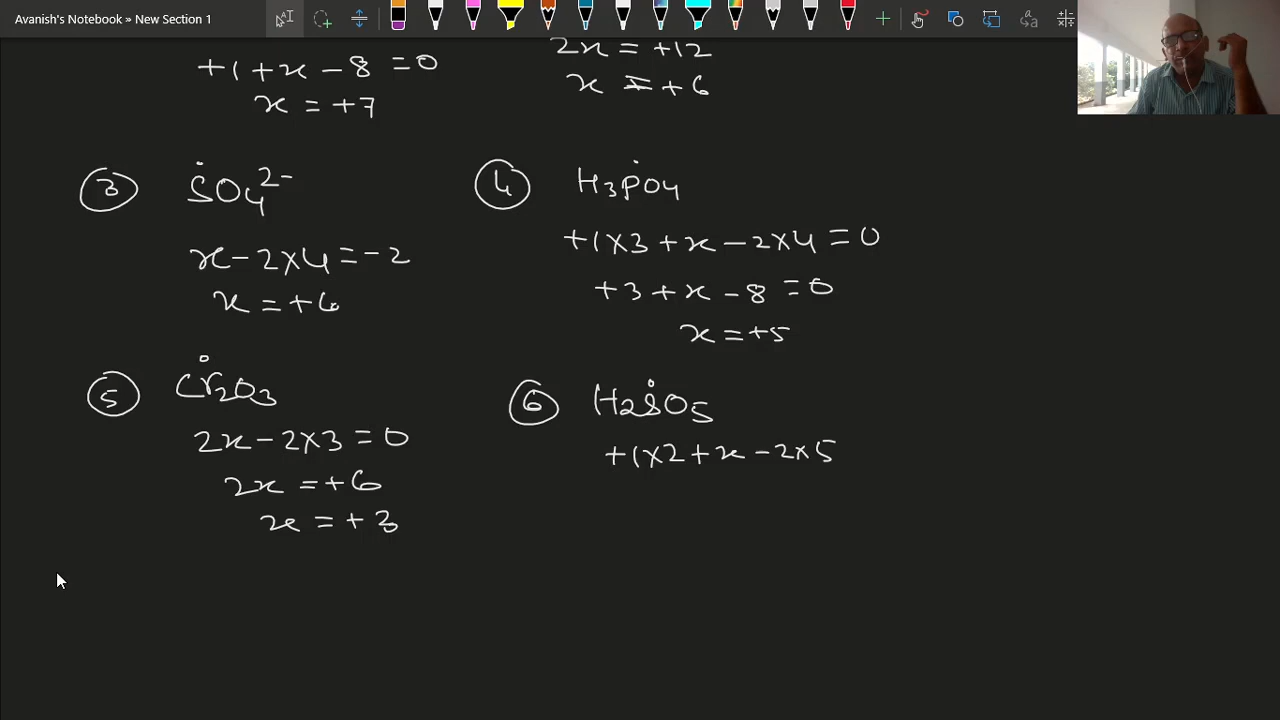 Avanish's Notebook » New Section 1
+1+x-8=0
x=+7
2x=+12
x=+6
③ SO₄²⁻
x-2×4=-2
x=+6
④ H₃PO₄
+1×3+x-2×4=0
+3+x-8=0
x=+5
⑤ Cr₂O₃
2x-2×3=0
2x=+6
x=+3
⑥ H₂SO₅
+1×2+x-2×5